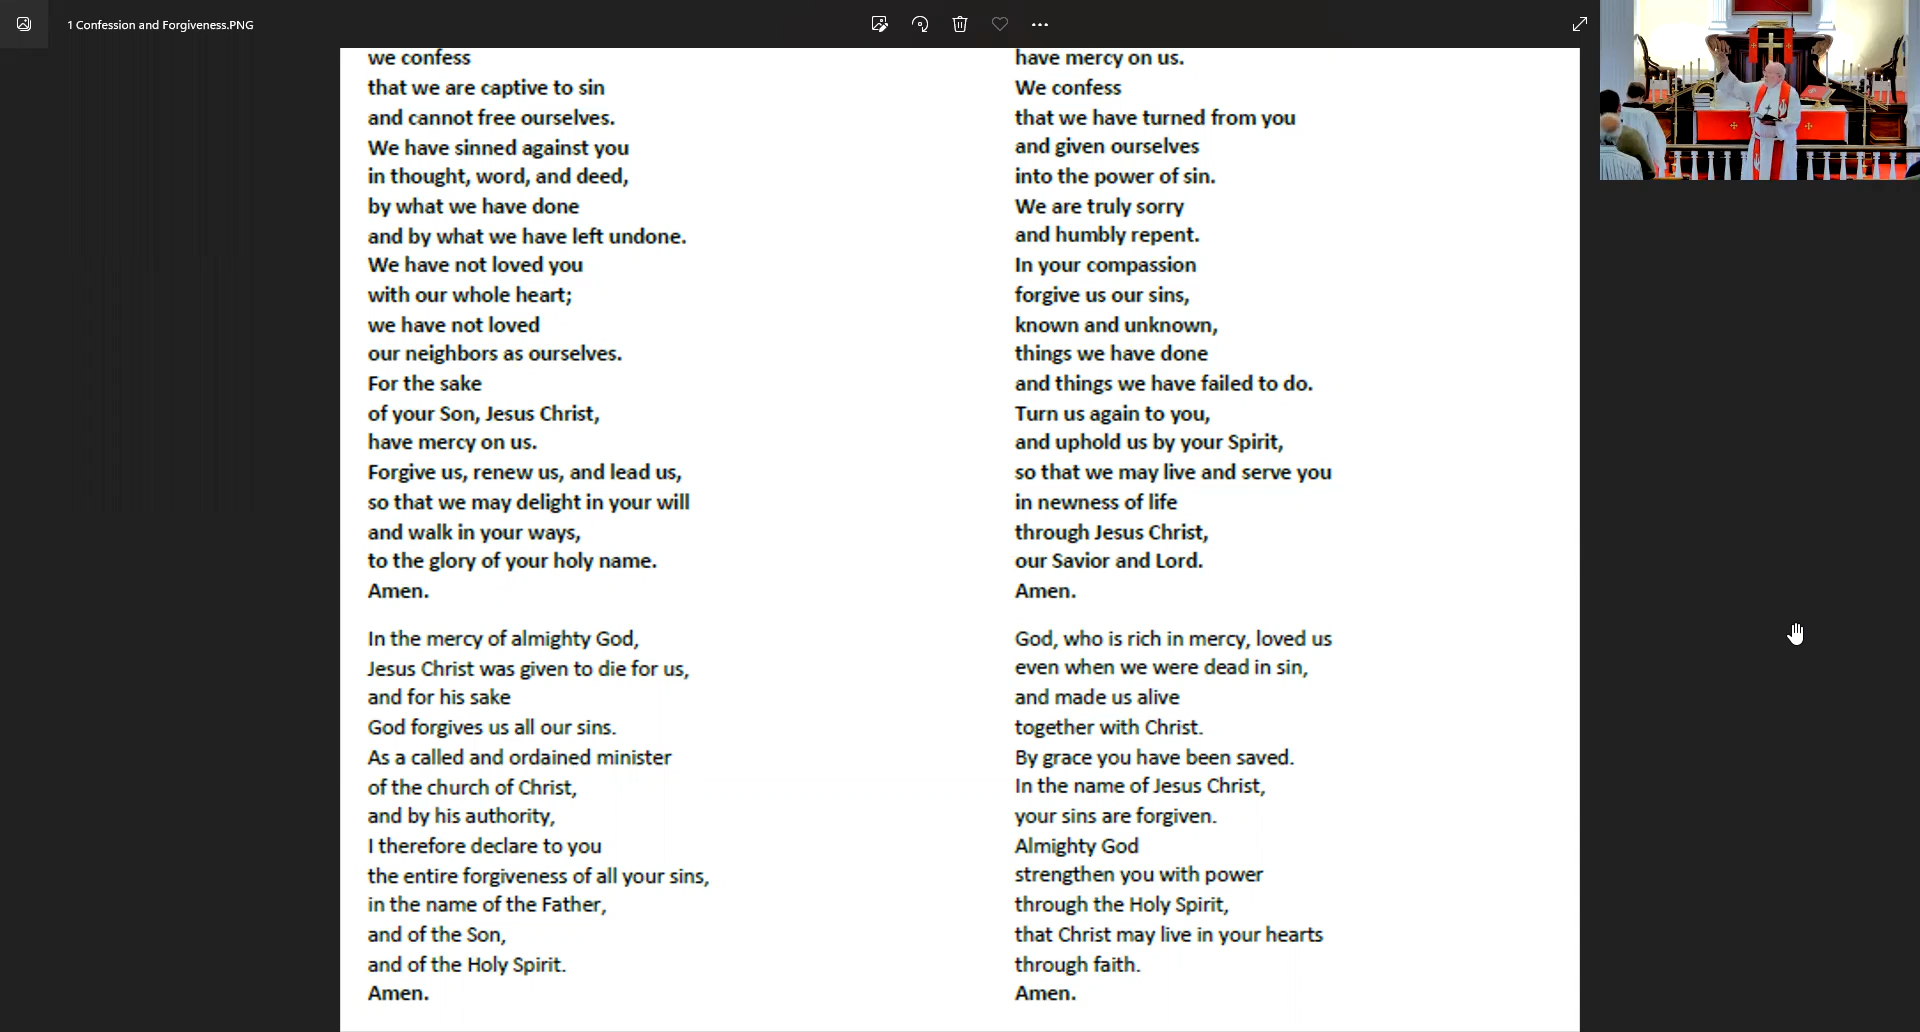 1 Confession and Forgiveness.PNG
we confess
that we are captive to sin
and cannot free ourselves.
We have sinned against you
in thought, word, and deed,
by what we have done
and by what we have left undone.
We have not loved you
with our whole heart;
we have not loved
our neighbors as ourselves.
For the sake
of your Son, Jesus Christ,
have mercy on us.
Forgive us, renew us, and lead us,
so that we may delight in your will
and walk in your ways,
to the glory of your holy name.
Amen.
In the mercy of almighty God,
Jesus Christ was given to die for us,
and for his sake
God forgives us all our sins.
As a called and ordained minister
of the church of Christ,
and by his authority,
I therefore declare to you
the entire forgiveness of all your sins,
in the name of the Father,
and of the Son,
and of the Holy Spirit.
Amen.
have mercy on us.
We confess
that we have turned from you
and given ourselves
into the power of sin.
We are truly sorry
and humbly repent.
In your compassion
forgive us our sins,
known and unknown,
things we have done
and things we have failed to do.
Turn us again to you,
and uphold us by your Spirit,
so that we may live and serve you
in newness of life
through Jesus Christ,
our Savior and Lord.
Amen.
God, who is rich in mercy, loved us
even when we were dead in sin,
and made us alive
together with Christ.
By grace you have been saved.
In the name of Jesus Christ,
your sins are forgiven.
Almighty God
strengthen you with power
through the Holy Spirit,
that Christ may live in your hearts
through faith.
Amen.